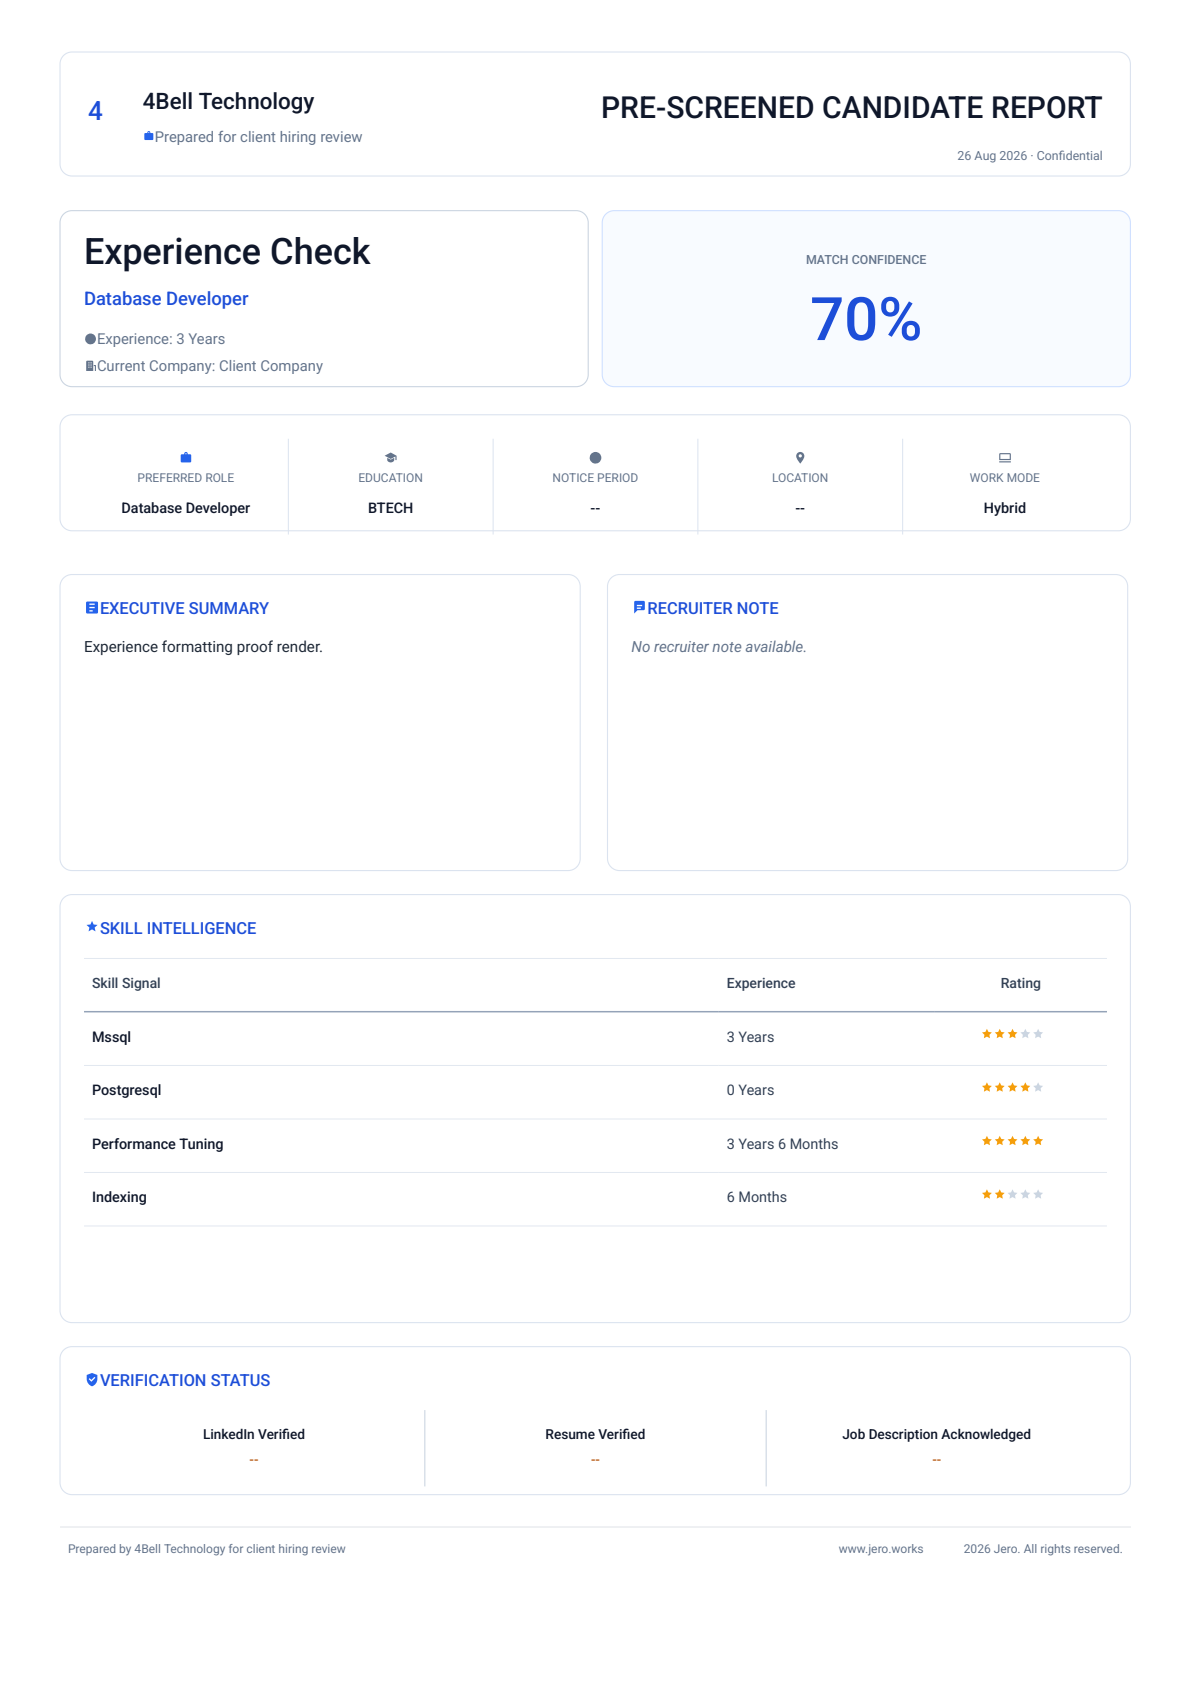 4
4Bell Technology
Prepared for client hiring review
PRE-SCREENED CANDIDATE REPORT
26 Aug 2026 · Confidential
Experience Check
Database Developer
Experience: 3 Years
Current Company: Client Company
MATCH CONFIDENCE
70%
PREFERRED ROLE
Database Developer
EDUCATION
BTECH
NOTICE PERIOD
--
LOCATION
--
WORK MODE
Hybrid
EXECUTIVE SUMMARY
Experience formatting proof render.
RECRUITER NOTE
No recruiter note available.
SKILL INTELLIGENCE
Skill Signal Experience Rating
Mssql 3 Years
Postgresql 0 Years
Performance Tuning 3 Years 6 Months
Indexing 6 Months
VERIFICATION STATUS
LinkedIn Verified
--
Resume Verified
--
Job Description Acknowledged
--
Prepared by 4Bell Technology for client hiring review
www.jero.works
2026 Jero. All rights reserved.